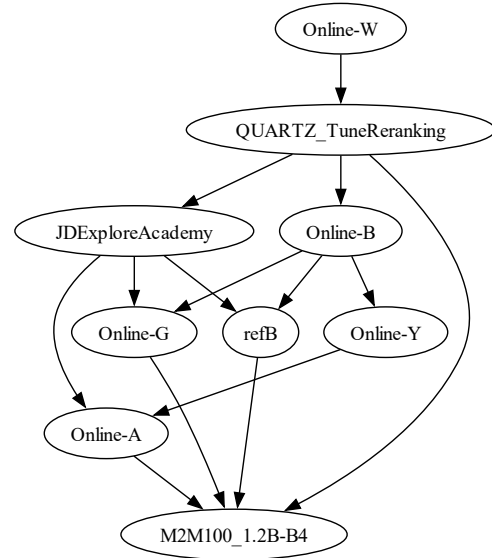 Online-W
QUARTZ_TuneReranking
JDExploreAcademy
Online-B
Online-G
refB
Online-Y
Online-A
M2M100_1.2B-B4